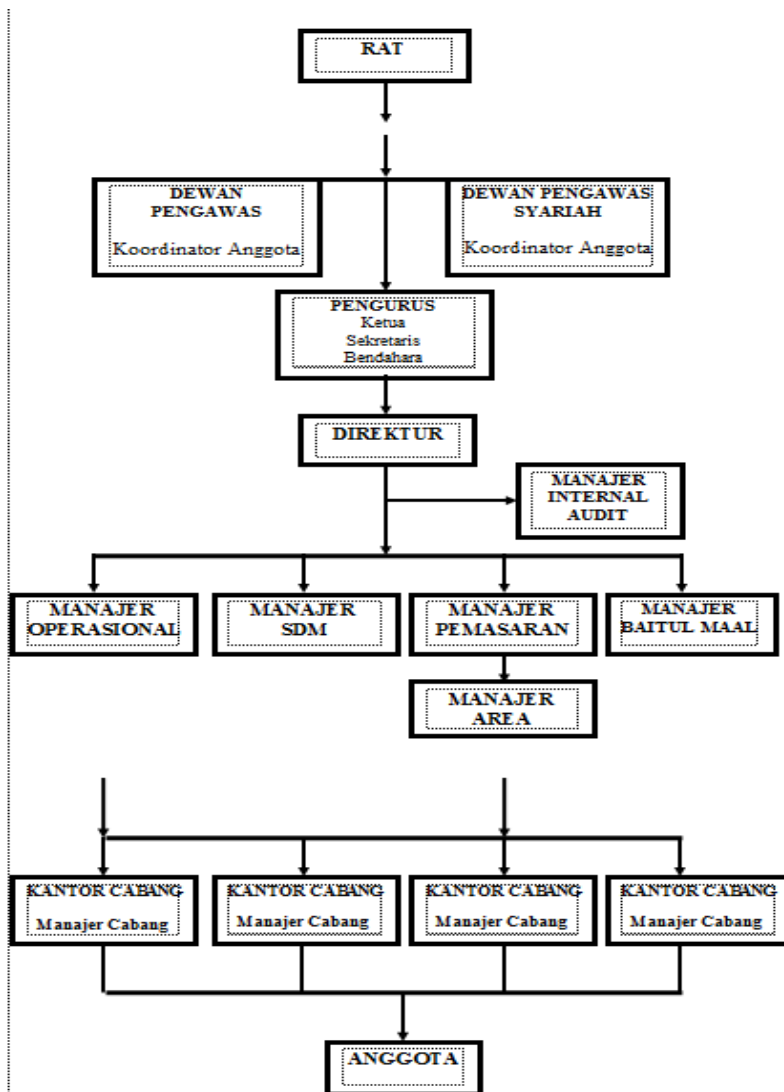 RAT
DEWAN
PENGAWAS
Koordinator Anggota
DEWAN PENGAWAS
SYARIAH
Koordinator Anggota
PENGURUS
Ketua
Sekretaris
Bendahara
DIREKTUR
MANAJER
INTERNAL
AUDIT
MANAJER
OPERASIONAL
MANAJER
SDM
MANAJER
PEMASARAN
MANAJER
BAITUL MAAL
MANAJER
AREA
KANTOR CABANG
Manajer Cabang
KANTOR CABANG
Manajer Cabang
KANTOR CABANG
Manajer Cabang
KANTOR CABANG
Manajer Cabang
ANGGOTA